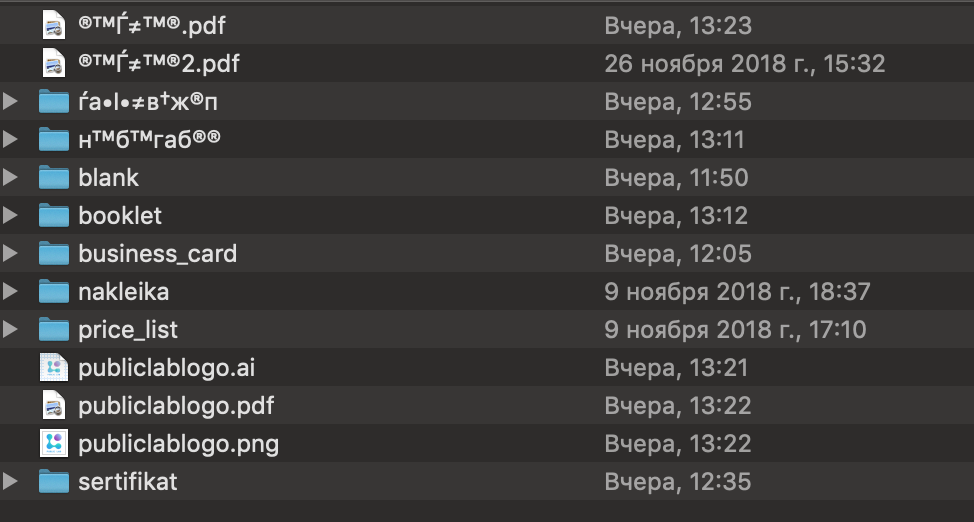 ®™Ѓ≠™®.pdf Вчера, 13:23
®™Ѓ≠™®2.pdf 26 ноября 2018 г., 15:32
ѓа•І•≠в†ж®п Вчера, 12:55
н™б™габ®® Вчера, 13:11
blank Вчера, 11:50
booklet Вчера, 13:12
business_card Вчера, 12:05
nakleika 9 ноября 2018 г., 18:37
price_list 9 ноября 2018 г., 17:10
publiclablogo.ai Вчера, 13:21
publiclablogo.pdf Вчера, 13:22
publiclablogo.png Вчера, 13:22
sertifikat Вчера, 12:35